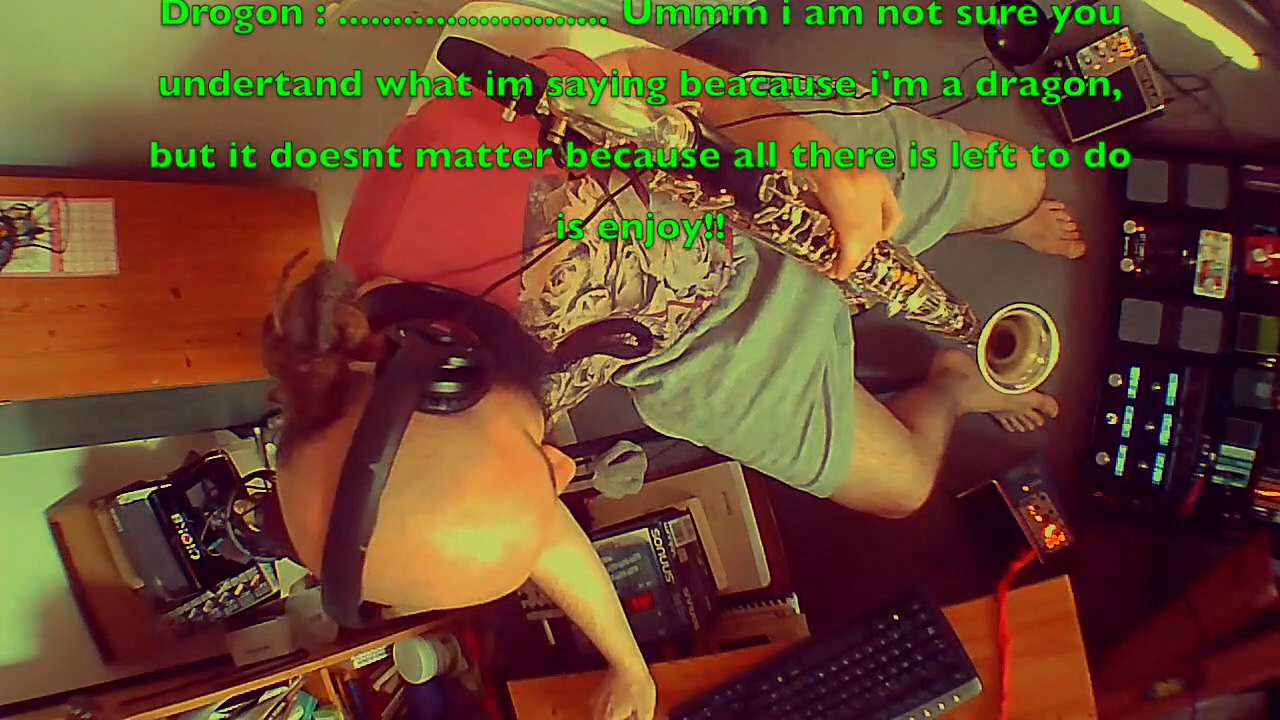 Drogon : ......................... Ummm i am not sure you
undertand what im saying beacause i'm a dragon,
but it doesnt matter because all there is left to do
is enjoy!!
SONUUS